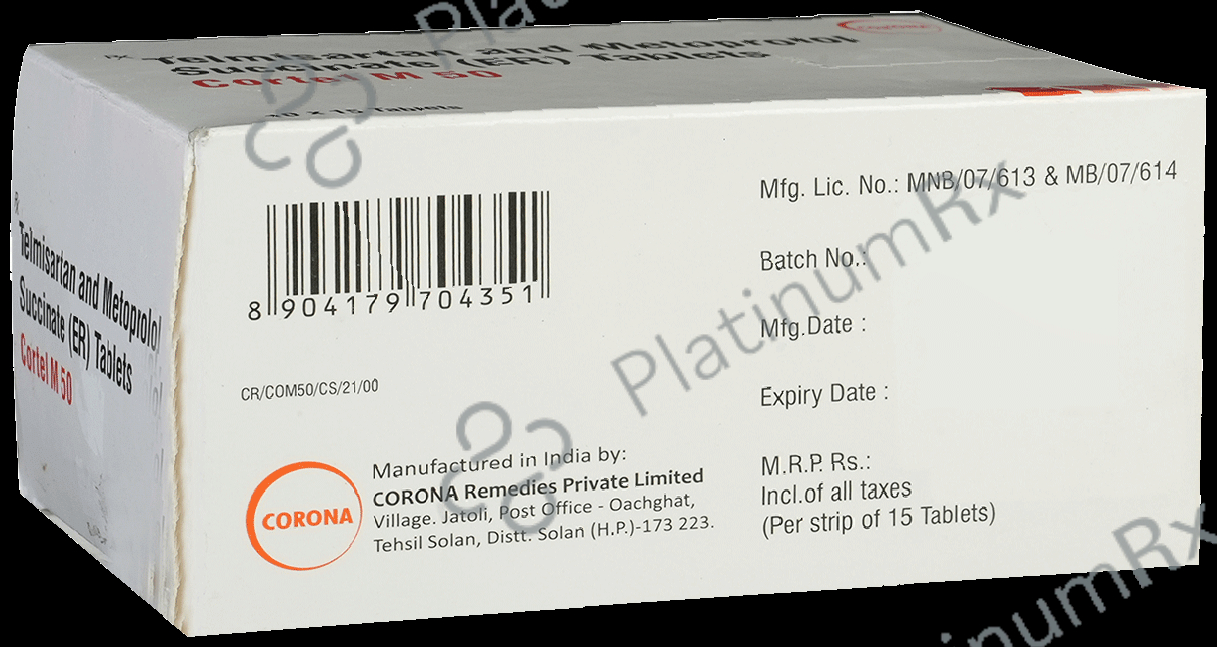 Rx
Telmisartan and Metoprolol
Succinate (ER) Tablets
Cortel M 50
10 x 15 Tablets
CORONA
Rx
Telmisartan and Metoprolol
Succinate (ER) Tablets
Cortel M 50
8 904179 704351
CR/COM50/CS/21/00
CORONA
Manufactured in India by:
CORONA Remedies Private Limited
Village. Jatoli, Post Office - Oachghat,
Tehsil Solan, Distt. Solan (H.P.)-173 223.
Mfg. Lic. No.: MNB/07/613 & MB/07/614
Batch No.:
Mfg.Date :
Expiry Date :
M.R.P. Rs.:
Incl.of all taxes
(Per strip of 15 Tablets)
PlatinumRx